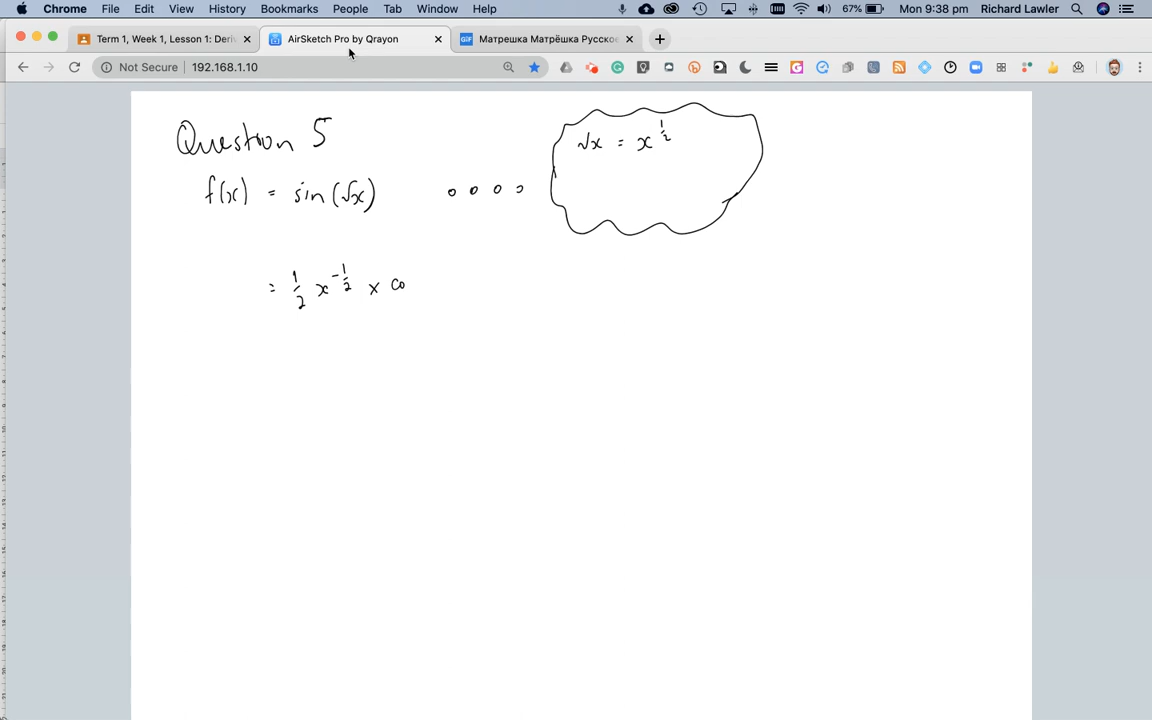 Chrome File Edit View History Bookmarks People Tab Window Help 67% Mon 9:38 pm Richard Lawler
Term 1, Week 1, Lesson 1: Deri
AirSketch Pro by Qrayon
GIF Матрешка Матрёшка Русское
Not Secure 192.168.1.10
Question 5
f(x) = sin(√x)
√x = x^½
= ½ x^-½ × co